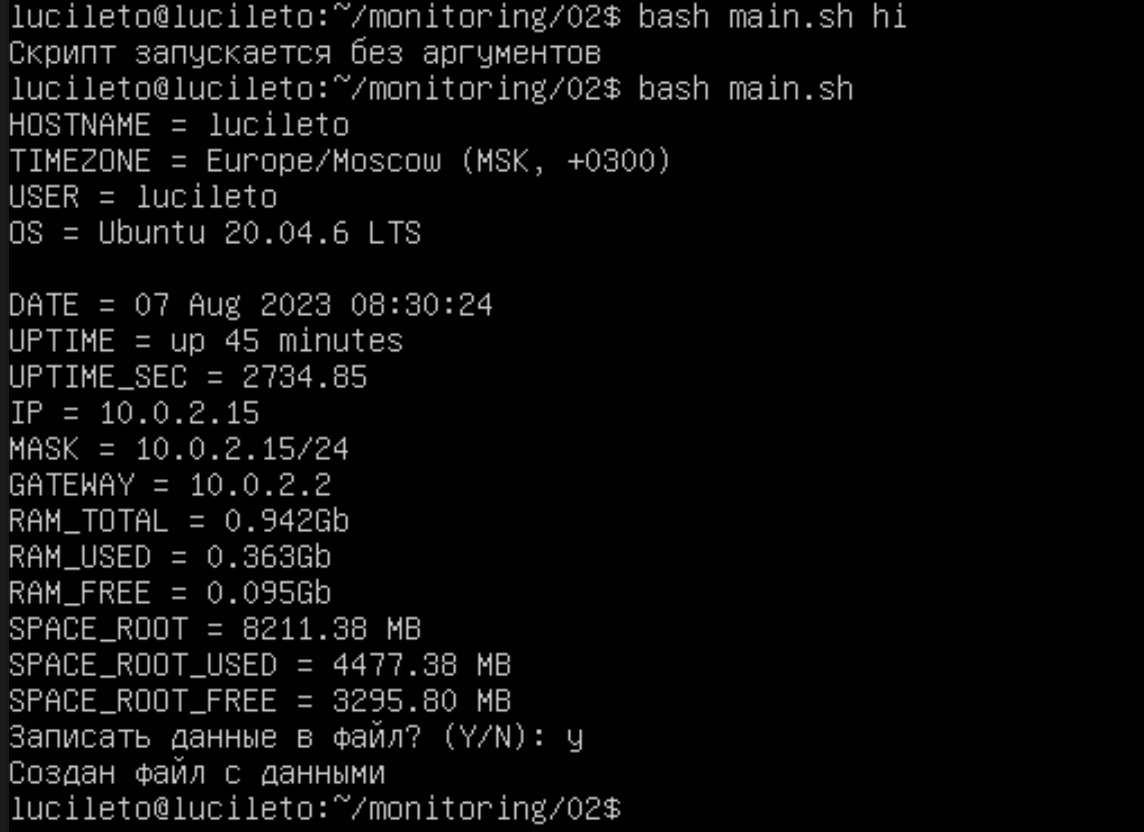 lucileto@lucileto:~/monitoring/02$ bash main.sh hi
Скрипт запускается без аргументов
lucileto@lucileto:~/monitoring/02$ bash main.sh
HOSTNAME = lucileto
TIMEZONE = Europe/Moscow (MSK, +0300)
USER = lucileto
OS = Ubuntu 20.04.6 LTS
DATE = 07 Aug 2023 08:30:24
UPTIME = up 45 minutes
UPTIME_SEC = 2734.85
IP = 10.0.2.15
MASK = 10.0.2.15/24
GATEWAY = 10.0.2.2
RAM_TOTAL = 0.942Gb
RAM_USED = 0.363Gb
RAM_FREE = 0.095Gb
SPACE_ROOT = 8211.38 MB
SPACE_ROOT_USED = 4477.38 MB
SPACE_ROOT_FREE = 3295.80 MB
Записать данные в файл? (Y/N): y
Создан файл с данными
lucileto@lucileto:~/monitoring/02$